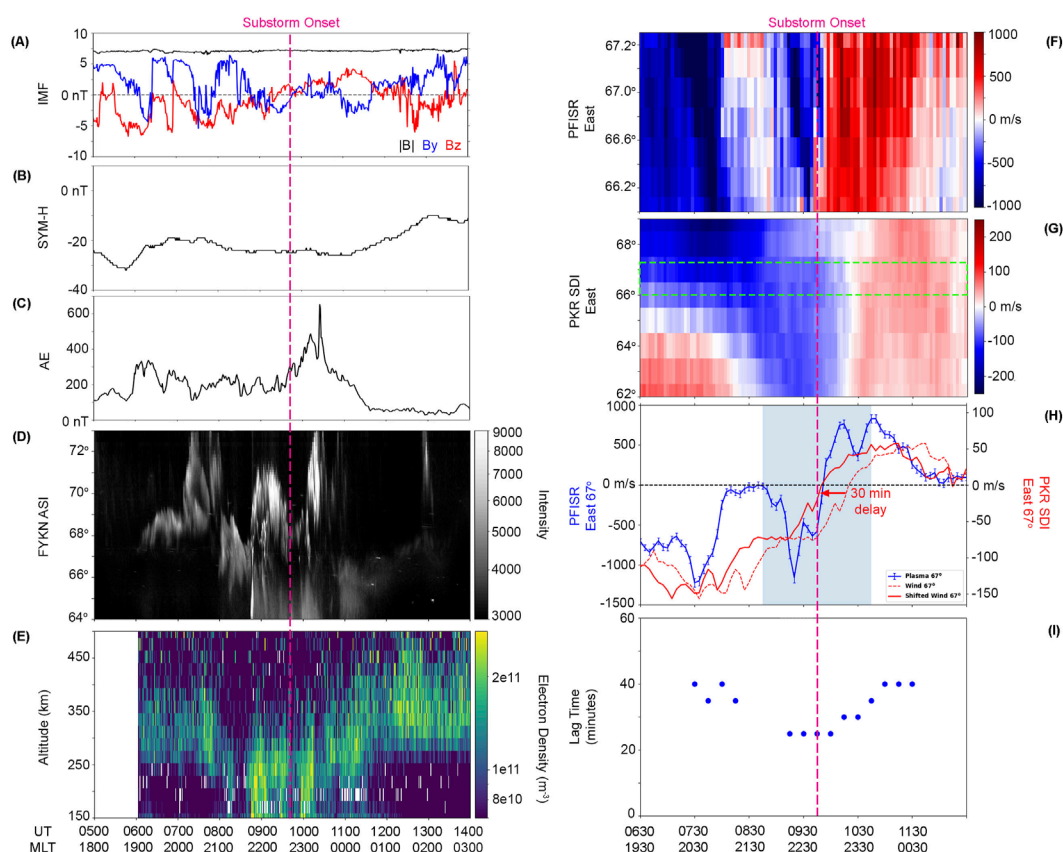 Substorm Onset
(A)
10
5
0 nT
-5
-10
IMF
|B| By Bz
(B)
0 nT
-20
-40
SYM-H
(C)
600
400
200
0 nT
AE
(D)
72°
70°
68°
66°
64°
FYKN ASI
9000
8000
7000
6000
5000
4000
3000
Intensity
(E)
450
350
250
150
Altitude (km)
2e11
1e11
8e10
Electron Density (m⁻³)
UT 0500 0600 0700 0800 0900 1000 1100 1200 1300 1400
MLT 1800 1900 2000 2100 2200 2300 0000 0100 0200 0300
Substorm Onset
(F)
67.2°
67.0°
66.6°
66.2°
PFISR
East
1000
500
0 m/s
-500
-1000
(G)
68°
66°
64°
62°
PKR SDI
East
200
100
0 m/s
-100
-200
(H)
1000
500
0 m/s
-500
-1000
-1500
PFISR
East 67°
100
50
0 m/s
-50
-100
-150
PKR SDI
East 67°
30 min
delay
Plasma 67°
Wind 67°
Shifted Wind 67°
(I)
60
40
20
0
Lag Time
(minutes)
0630 0730 0830 0930 1030 1130
1930 2030 2130 2230 2330 0030